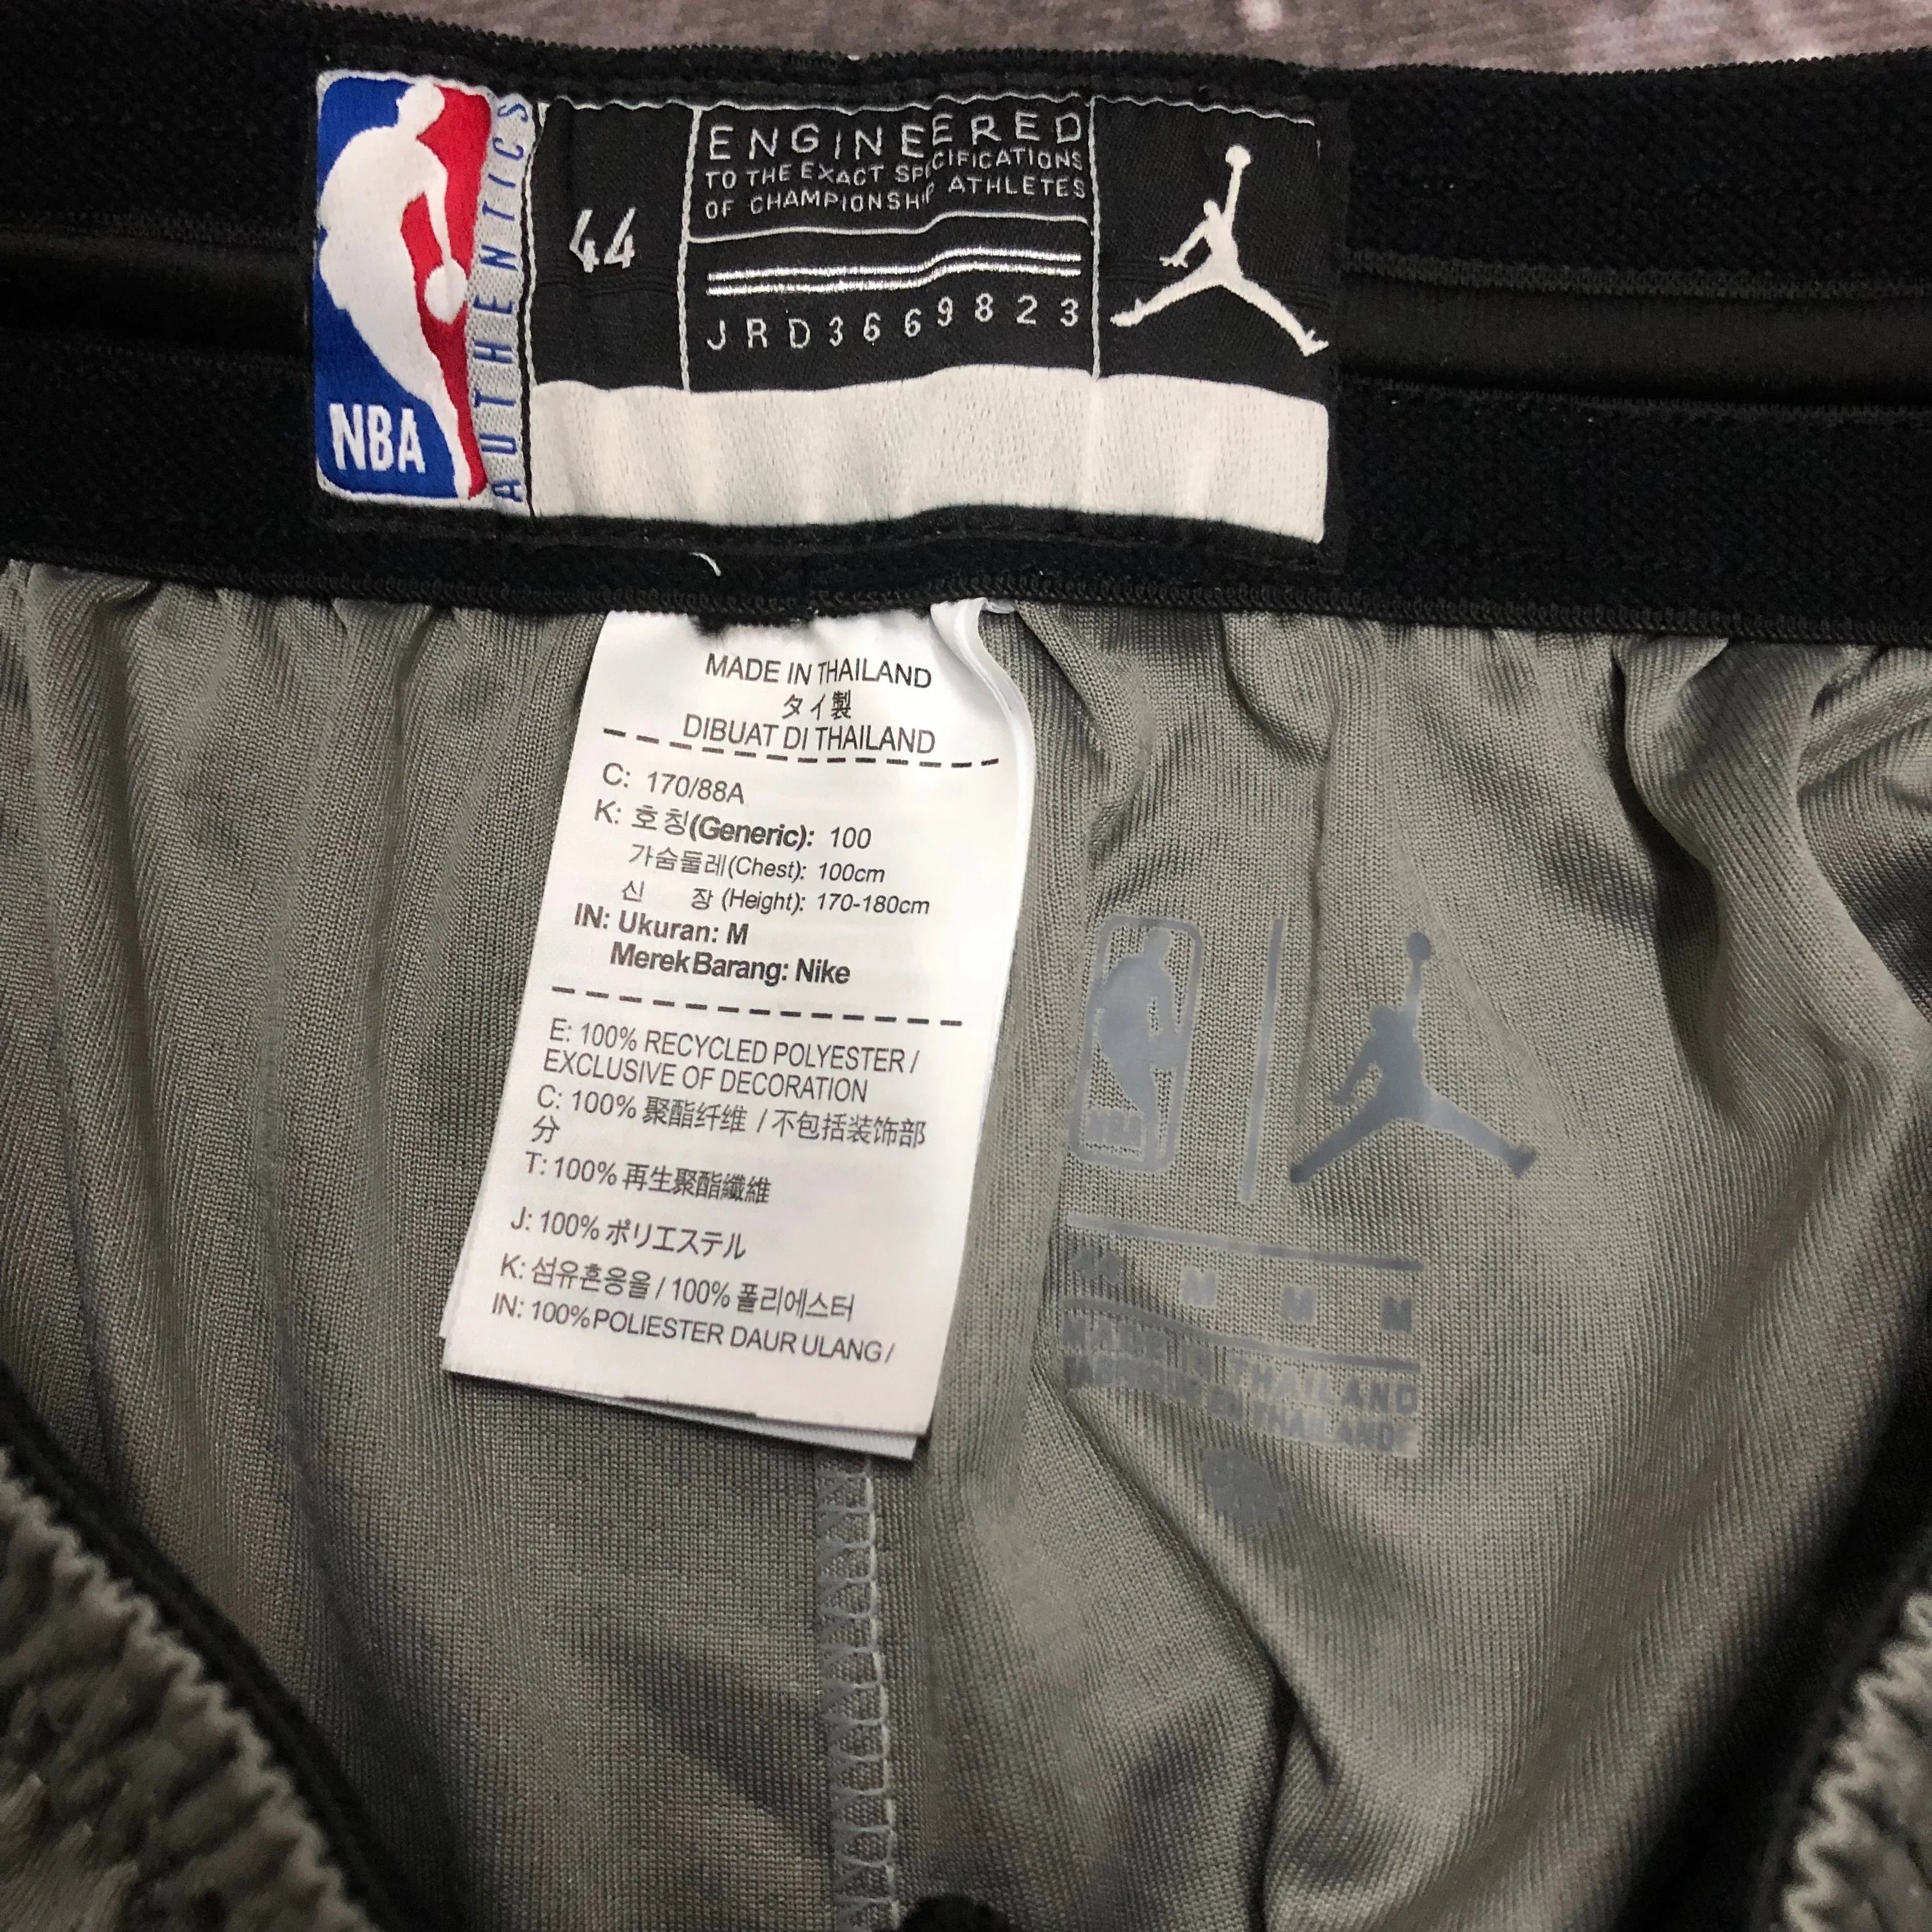 NBA
AUTHENTICS
44
ENGINEERED
TO THE EXACT SPECIFICATIONS
OF CHAMPIONSHIP ATHLETES
JRD3669823
MADE IN THAILAND
タイ製
DIBUAT DI THAILAND
C: 170/88A
K: 호칭(Generic): 100
가슴둘레(Chest): 100cm
신 장 (Height): 170-180cm
IN: Ukuran: M
Merek Barang: Nike
E: 100% RECYCLED POLYESTER /
EXCLUSIVE OF DECORATION
C: 100% 聚酯纤维 / 不包括装饰部
分
T: 100% 再生聚酯纖維
J: 100% ポリエステル
K: 섬유혼용율 / 100% 폴리에스터
IN: 100% POLIESTER DAUR ULANG /
44 M M M
MADE IN THAILAND
EN THAILANDE